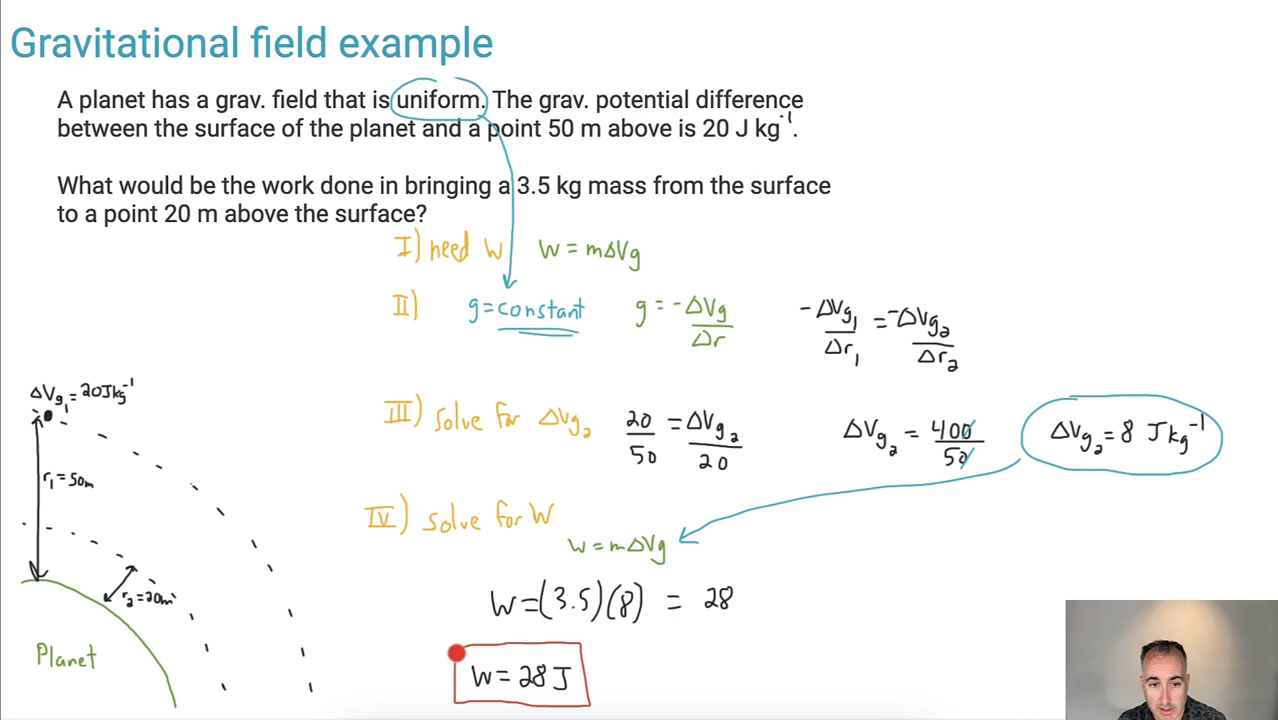 Gravitational field example
A planet has a grav. field that is uniform. The grav. potential difference
between the surface of the planet and a point 50 m above is 20 J kg⁻¹.
What would be the work done in bringing a 3.5 kg mass from the surface
to a point 20 m above the surface?
I) need W W = mΔVg
II) g = constant g = -ΔVg/Δr -ΔVg₁/Δr₁ = -ΔVg₂/Δr₂
III) solve for ΔVg₂ 20/50 = ΔVg₂/20 ΔVg₂ = 400/50 ΔVg₂ = 8 J kg⁻¹
IV) solve for W
W = mΔVg
W = (3.5)(8) = 28
W = 28 J
ΔVg₁ = 20 J kg⁻¹
r₁ = 50m
r₂ = 20m
Planet